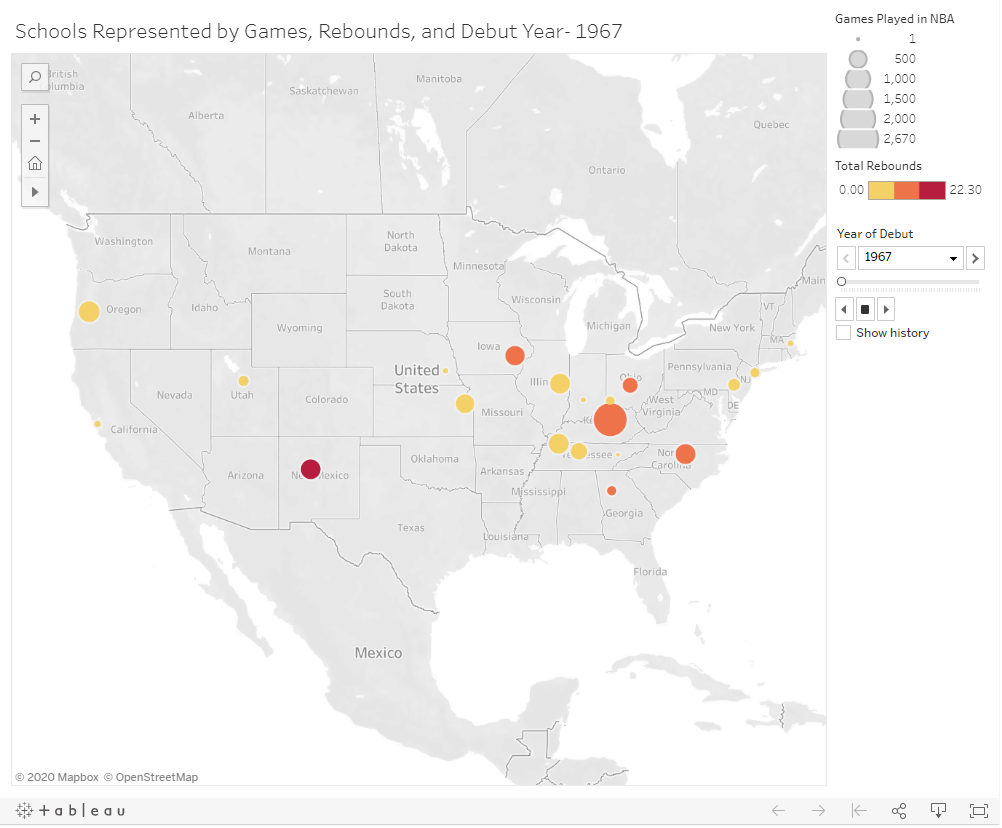 Schools Represented by Games, Rebounds, and Debut Year- 1967
Games Played in NBA
1
500
1,000
1,500
2,000
2,670
Total Rebounds
0.00
22.30
Year of Debut
1967
Show history
British
Columbia
Alberta
Saskatchewan
Manitoba
Ontario
Quebec
Washington
Montana
North
Dakota
Minnesota
Oregon
Idaho
South
Dakota
Wisconsin
Michigan
New York
VT
Main
MA
Wyoming
Iowa
Pennsylvania
NJ
MD
DE
Nevada
Utah
Colorado
United
States
Missouri
Illin
Ohio
West
Virginia
Ke
California
Arizona
New Mexico
Oklahoma
Arkansas
Tennessee
Nor
Carolina
Mississippi
Georgia
Texas
Louisiana
Florida
Mexico
© 2020 Mapbox © OpenStreetMap
+ a b l e a u